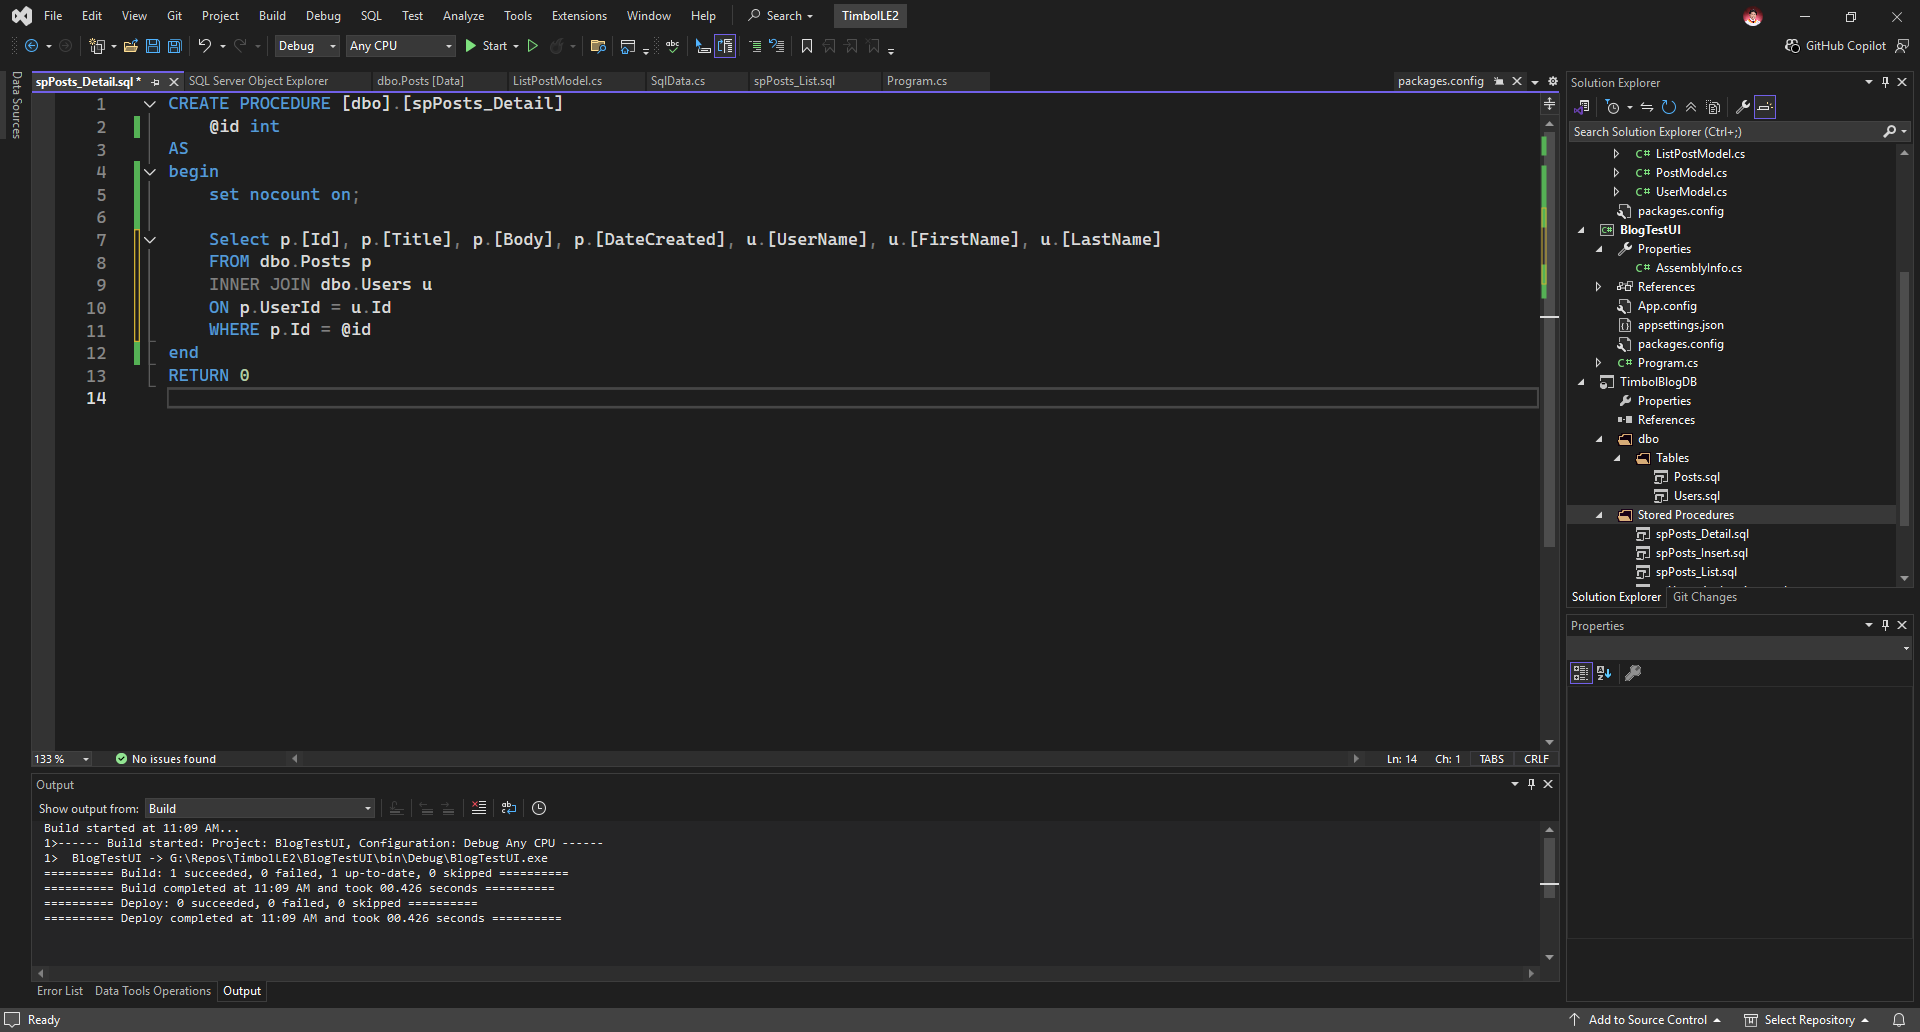 File Edit View Git Project Build Debug SQL Test Analyze Tools Extensions Window Help Search TimbolLE2
Debug Any CPU Start GitHub Copilot
Data Sources
spPosts_Detail.sql* SQL Server Object Explorer dbo.Posts [Data] ListPostModel.cs SqlData.cs spPosts_List.sql Program.cs packages.config
1 CREATE PROCEDURE [dbo].[spPosts_Detail]
2 @id int
3 AS
4 begin
5 set nocount on;
6
7 Select p.[Id], p.[Title], p.[Body], p.[DateCreated], u.[UserName], u.[FirstName], u.[LastName]
8 FROM dbo.Posts p
9 INNER JOIN dbo.Users u
10 ON p.UserId = u.Id
11 WHERE p.Id = @id
12 end
13 RETURN 0
14
133 % No issues found Ln: 14 Ch: 1 TABS CRLF
Output
Show output from: Build
Build started at 11:09 AM...
1>------ Build started: Project: BlogTestUI, Configuration: Debug Any CPU ------
1>  BlogTestUI -> G:\Repos\TimbolLE2\BlogTestUI\bin\Debug\BlogTestUI.exe
========== Build: 1 succeeded, 0 failed, 1 up-to-date, 0 skipped ==========
========== Build completed at 11:09 AM and took 00.426 seconds ==========
========== Deploy: 0 succeeded, 0 failed, 0 skipped ==========
========== Deploy completed at 11:09 AM and took 00.426 seconds ==========
Error List Data Tools Operations Output
Solution Explorer
Search Solution Explorer (Ctrl+;)
C# ListPostModel.cs
C# PostModel.cs
C# UserModel.cs
packages.config
C# BlogTestUI
Properties
C# AssemblyInfo.cs
References
App.config
appsettings.json
packages.config
C# Program.cs
TimbolBlogDB
Properties
References
dbo
Tables
Posts.sql
Users.sql
Stored Procedures
spPosts_Detail.sql
spPosts_Insert.sql
spPosts_List.sql
Solution Explorer Git Changes
Properties
Ready Add to Source Control Select Repository